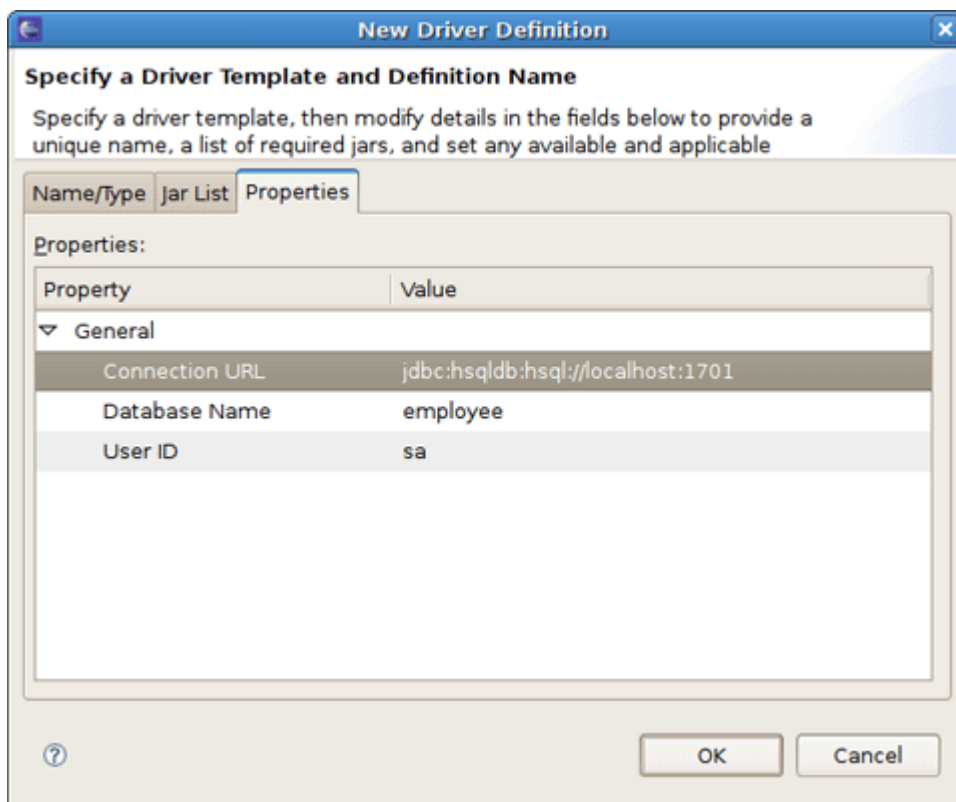 New Driver Definition
Specify a Driver Template and Definition Name
Specify a driver template, then modify details in the fields below to provide a
unique name, a list of required jars, and set any available and applicable
Name/Type Jar List Properties
Properties:
Property Value
General
Connection URL jdbc:hsqldb:hsql://localhost:1701
Database Name employee
User ID sa
OK Cancel